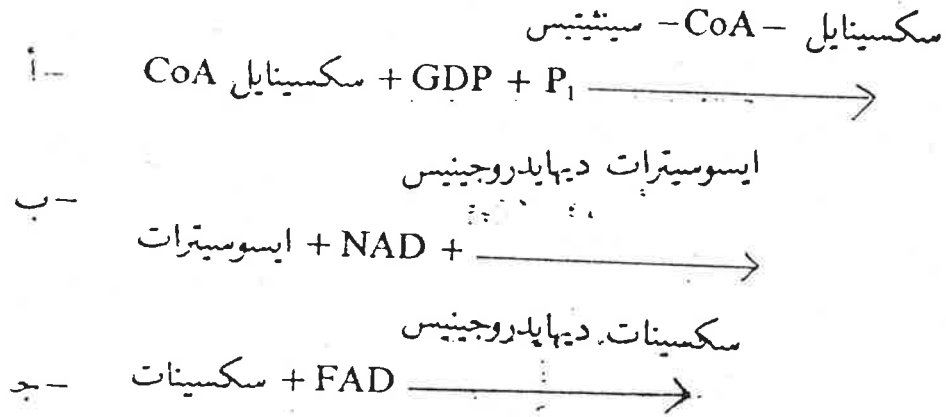 سكسينايل – CoA – سينثيتيس
أ – سكسينايل CoA + GDP + P₁ ⟶
ايسوسيترات ديهايدروجينيس
ب – ايسوسيترات + NAD + ⟶
سكسينات ديهايدروجينيس
جـ – سكسينات + FAD ⟶